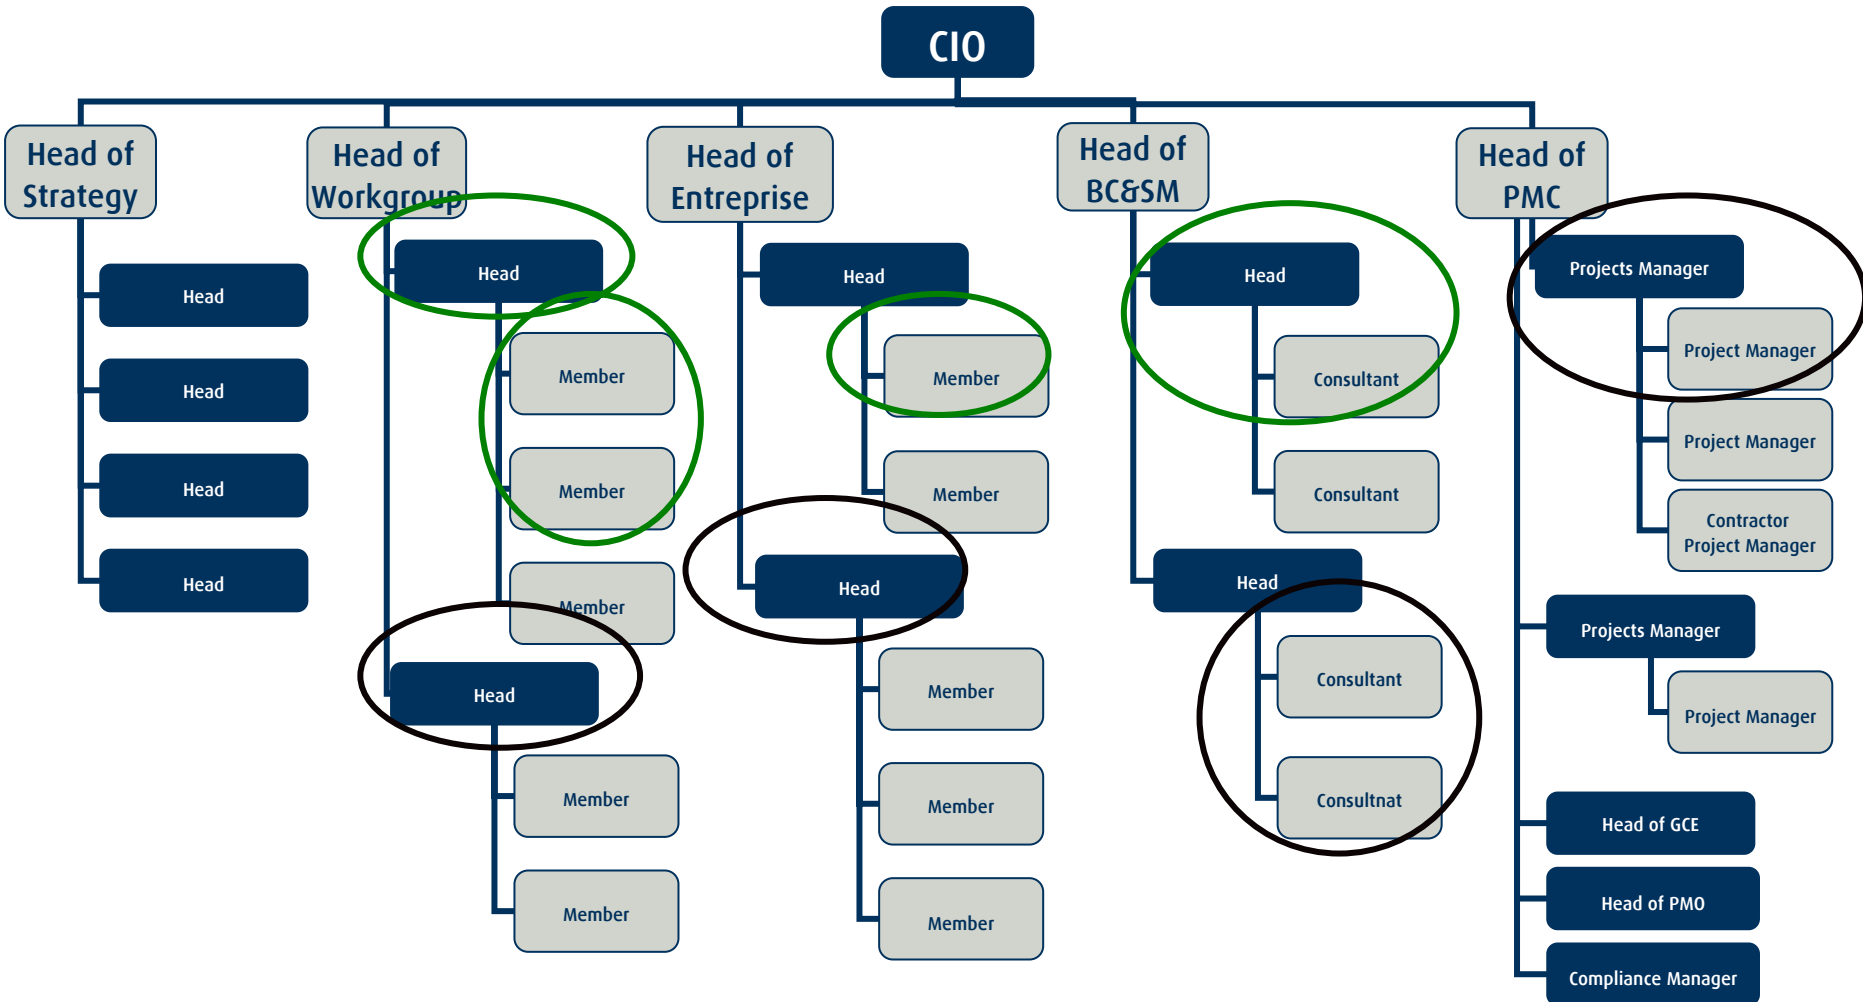 CIO
Head of
Strategy
Head
Head
Head
Head
Head of
Workgroup
Head
Member
Member
Member
Head
Member
Member
Head of
Entreprise
Head
Member
Member
Head
Member
Member
Member
Head of
BC&SM
Head
Consultant
Consultant
Head
Consultant
Consultnat
Head of
PMC
Projects Manager
Project Manager
Project Manager
Contractor
Project Manager
Projects Manager
Project Manager
Head of GCE
Head of PMO
Compliance Manager